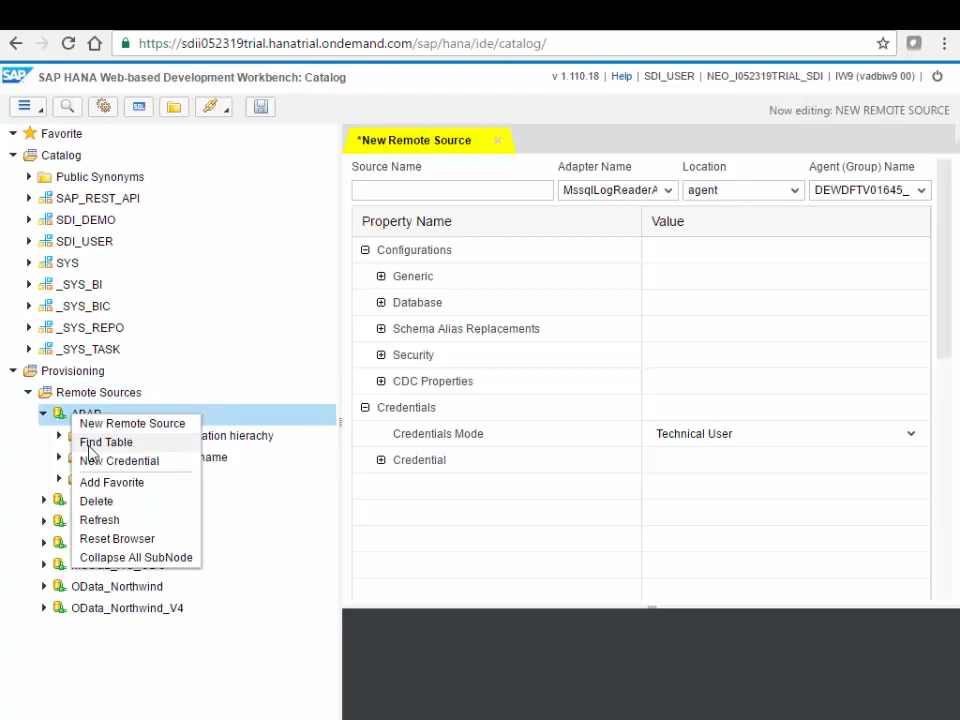 https://sdii052319trial.hanatrial.ondemand.com/sap/hana/ide/catalog/
SAP SAP HANA Web-based Development Workbench: Catalog
v 1.110.18 | Help | SDI_USER | NEO_I052319TRIAL_SDI | IW9 (vadbiw9 00) |
SQL
Now editing: NEW REMOTE SOURCE
Favorite
Catalog
Public Synonyms
SAP_REST_API
SDI_DEMO
SDI_USER
SYS
_SYS_BI
_SYS_BIC
_SYS_REPO
_SYS_TASK
Provisioning
Remote Sources
ABAP
ation hierachy
name
OData_Northwind
OData_Northwind_V4
New Remote Source
Find Table
New Credential
Add Favorite
Delete
Refresh
Reset Browser
Collapse All SubNode
*New Remote Source
Source Name Adapter Name Location Agent (Group) Name
MssqlLogReaderA agent DEWDFTV01645_
Property Name Value
Configurations
Generic
Database
Schema Alias Replacements
Security
CDC Properties
Credentials
Credentials Mode Technical User
Credential